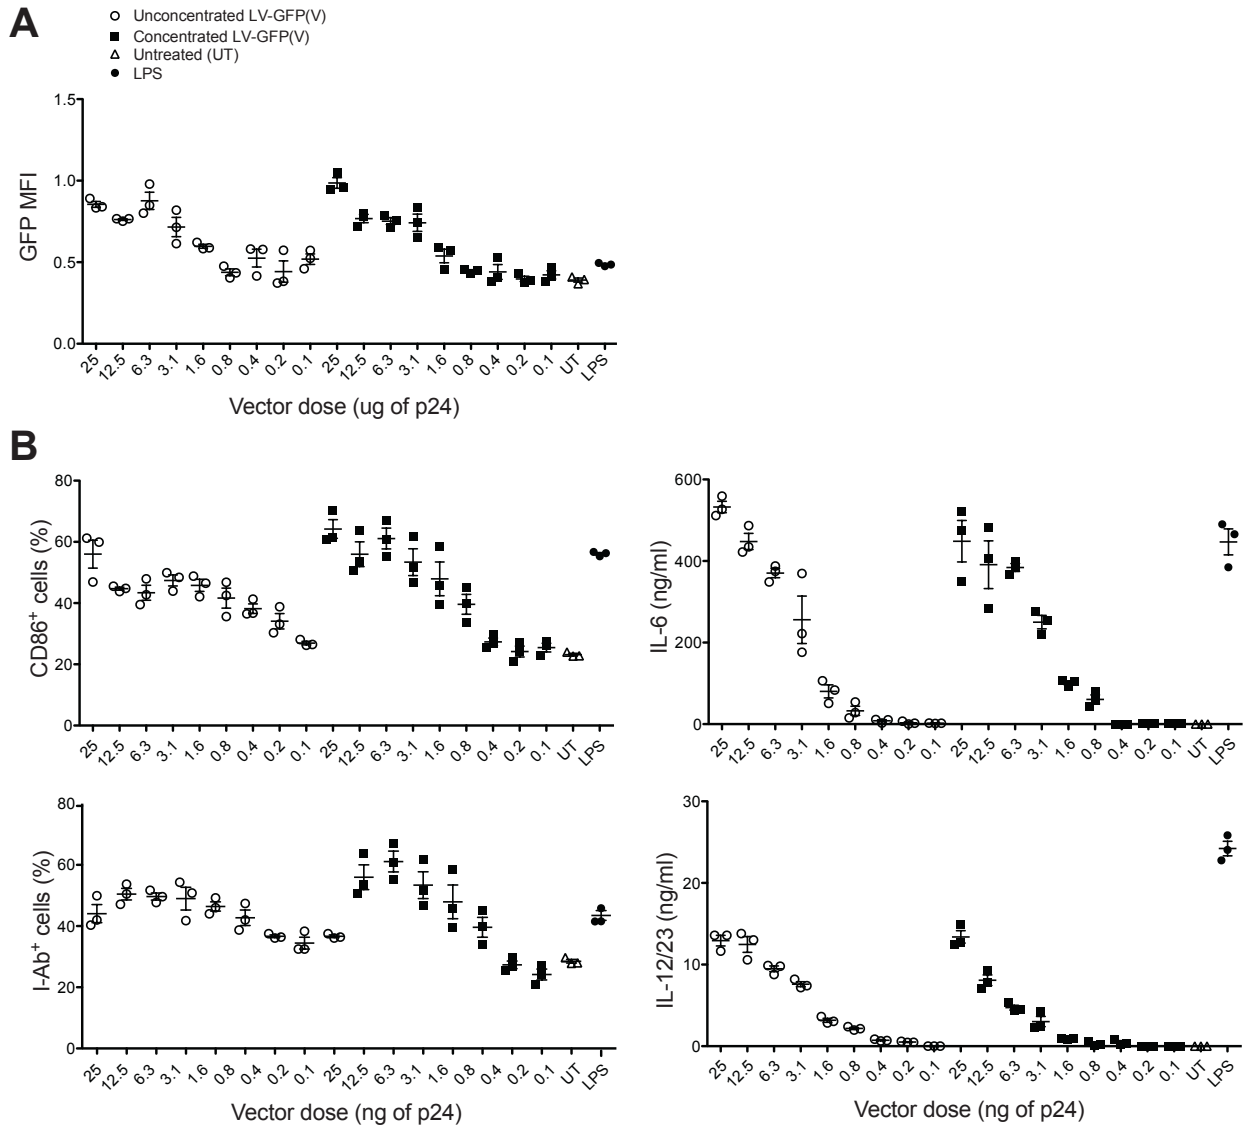 A
Unconcentrated LV-GFP(V)
Concentrated LV-GFP(V)
Untreated (UT)
LPS
GFP MFI
1.5
1.0
0.5
0.0
25 12.5 6.3 3.1 1.6 0.8 0.4 0.2 0.1 25 12.5 6.3 3.1 1.6 0.8 0.4 0.2 0.1 UT LPS
Vector dose (ug of p24)
B
CD86+ cells (%)
80
60
40
20
0
25 12.5 6.3 3.1 1.6 0.8 0.4 0.2 0.1 25 12.5 6.3 3.1 1.6 0.8 0.4 0.2 0.1 UT LPS
IL-6 (ng/ml)
600
400
200
0
25 12.5 6.3 3.1 1.6 0.8 0.4 0.2 0.1 25 12.5 6.3 3.1 1.6 0.8 0.4 0.2 0.1 UT LPS
I-Ab+ cells (%)
80
60
40
20
0
25 12.5 6.3 3.1 1.6 0.8 0.4 0.2 0.1 25 12.5 6.3 3.1 1.6 0.8 0.4 0.2 0.1 UT LPS
Vector dose (ng of p24)
IL-12/23 (ng/ml)
30
20
10
0
25 12.5 6.3 3.1 1.6 0.8 0.4 0.2 0.1 25 12.5 6.3 3.1 1.6 0.8 0.4 0.2 0.1 UT LPS
Vector dose (ng of p24)